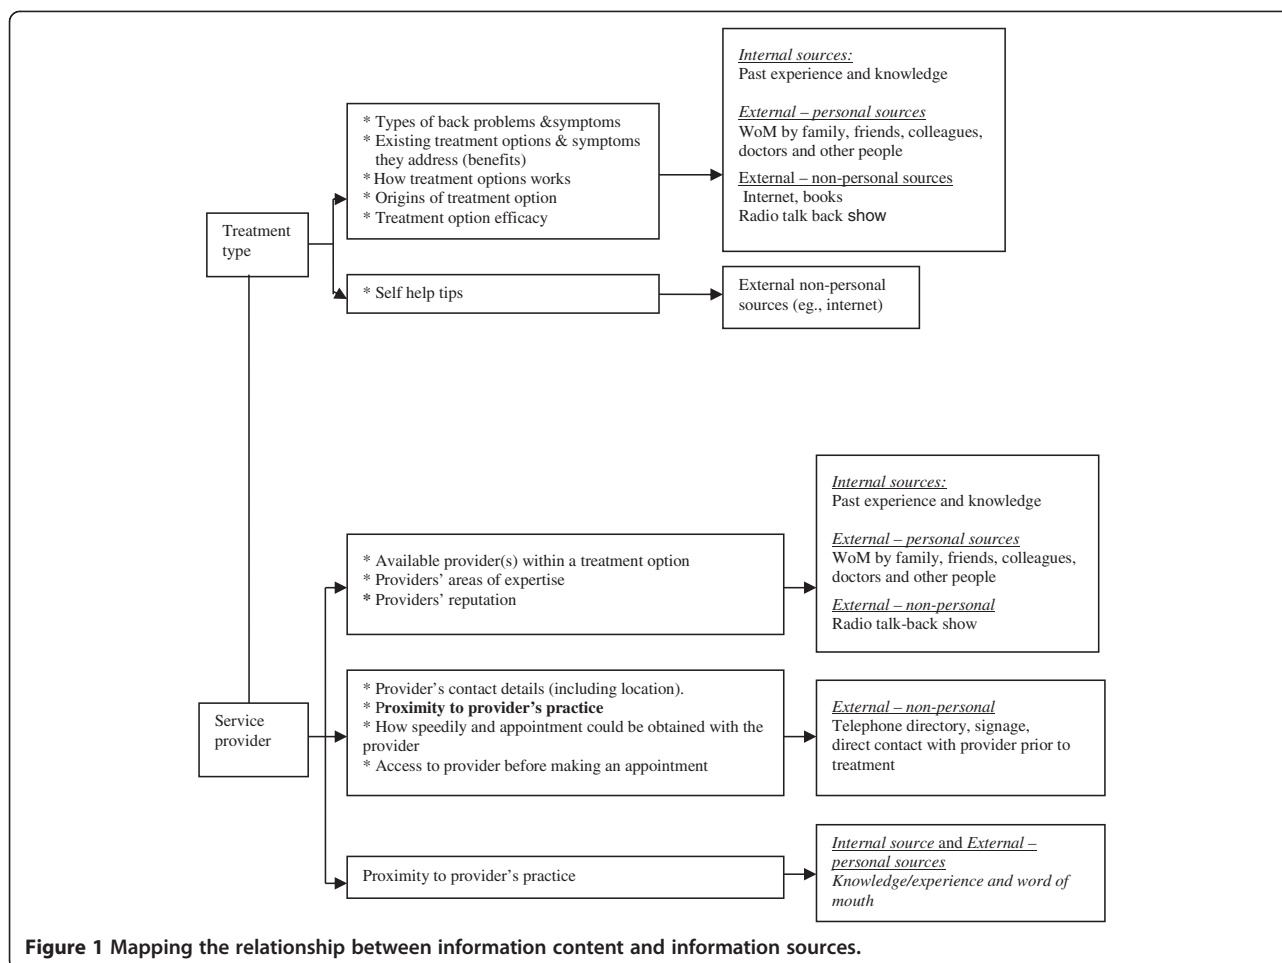 Treatment
type
* Types of back problems &symptoms
* Existing treatment options & symptoms
they address (benefits)
* How treatment options works
* Origins of treatment option
* Treatment option efficacy
Internal sources:
Past experience and knowledge
External – personal sources
WoM by family, friends, colleagues,
doctors and other people
External – non-personal sources
Internet, books
Radio talk back show
* Self help tips
External non-personal
sources (eg., internet)
Service
provider
* Available provider(s) within a treatment option
* Providers' areas of expertise
* Providers' reputation
Internal sources:
Past experience and knowledge
External – personal sources
WoM by family, friends, colleagues,
doctors and other people
External – non-personal
Radio talk-back show
* Provider's contact details (including location).
* Proximity to provider's practice
* How speedily and appointment could be obtained with the
provider
* Access to provider before making an appointment
External – non-personal
Telephone directory, signage,
direct contact with provider prior to
treatment
Proximity to provider's practice
Internal source and External –
personal sources
Knowledge/experience and word of
mouth
Figure 1 Mapping the relationship between information content and information sources.